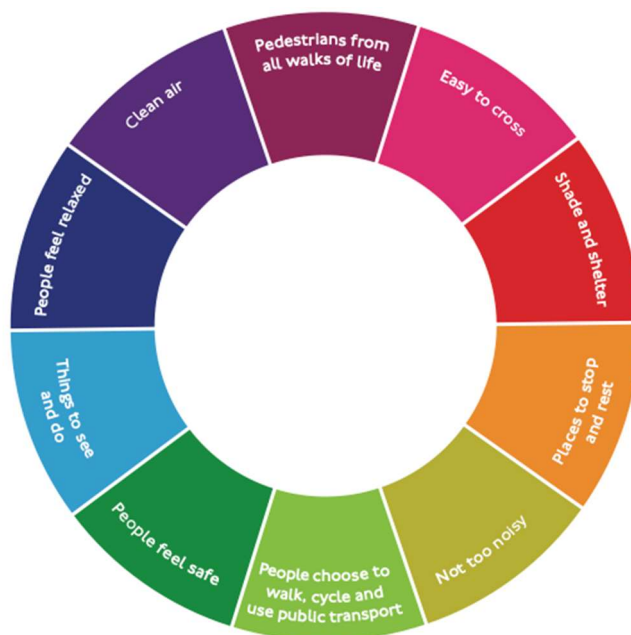 Pedestrians from
all walks of life
Easy to cross
Shade and shelter
Places to stop
and rest
Not too noisy
People choose to
walk, cycle and
use public transport
People feel safe
Things to see
and do
People feel relaxed
Clean air